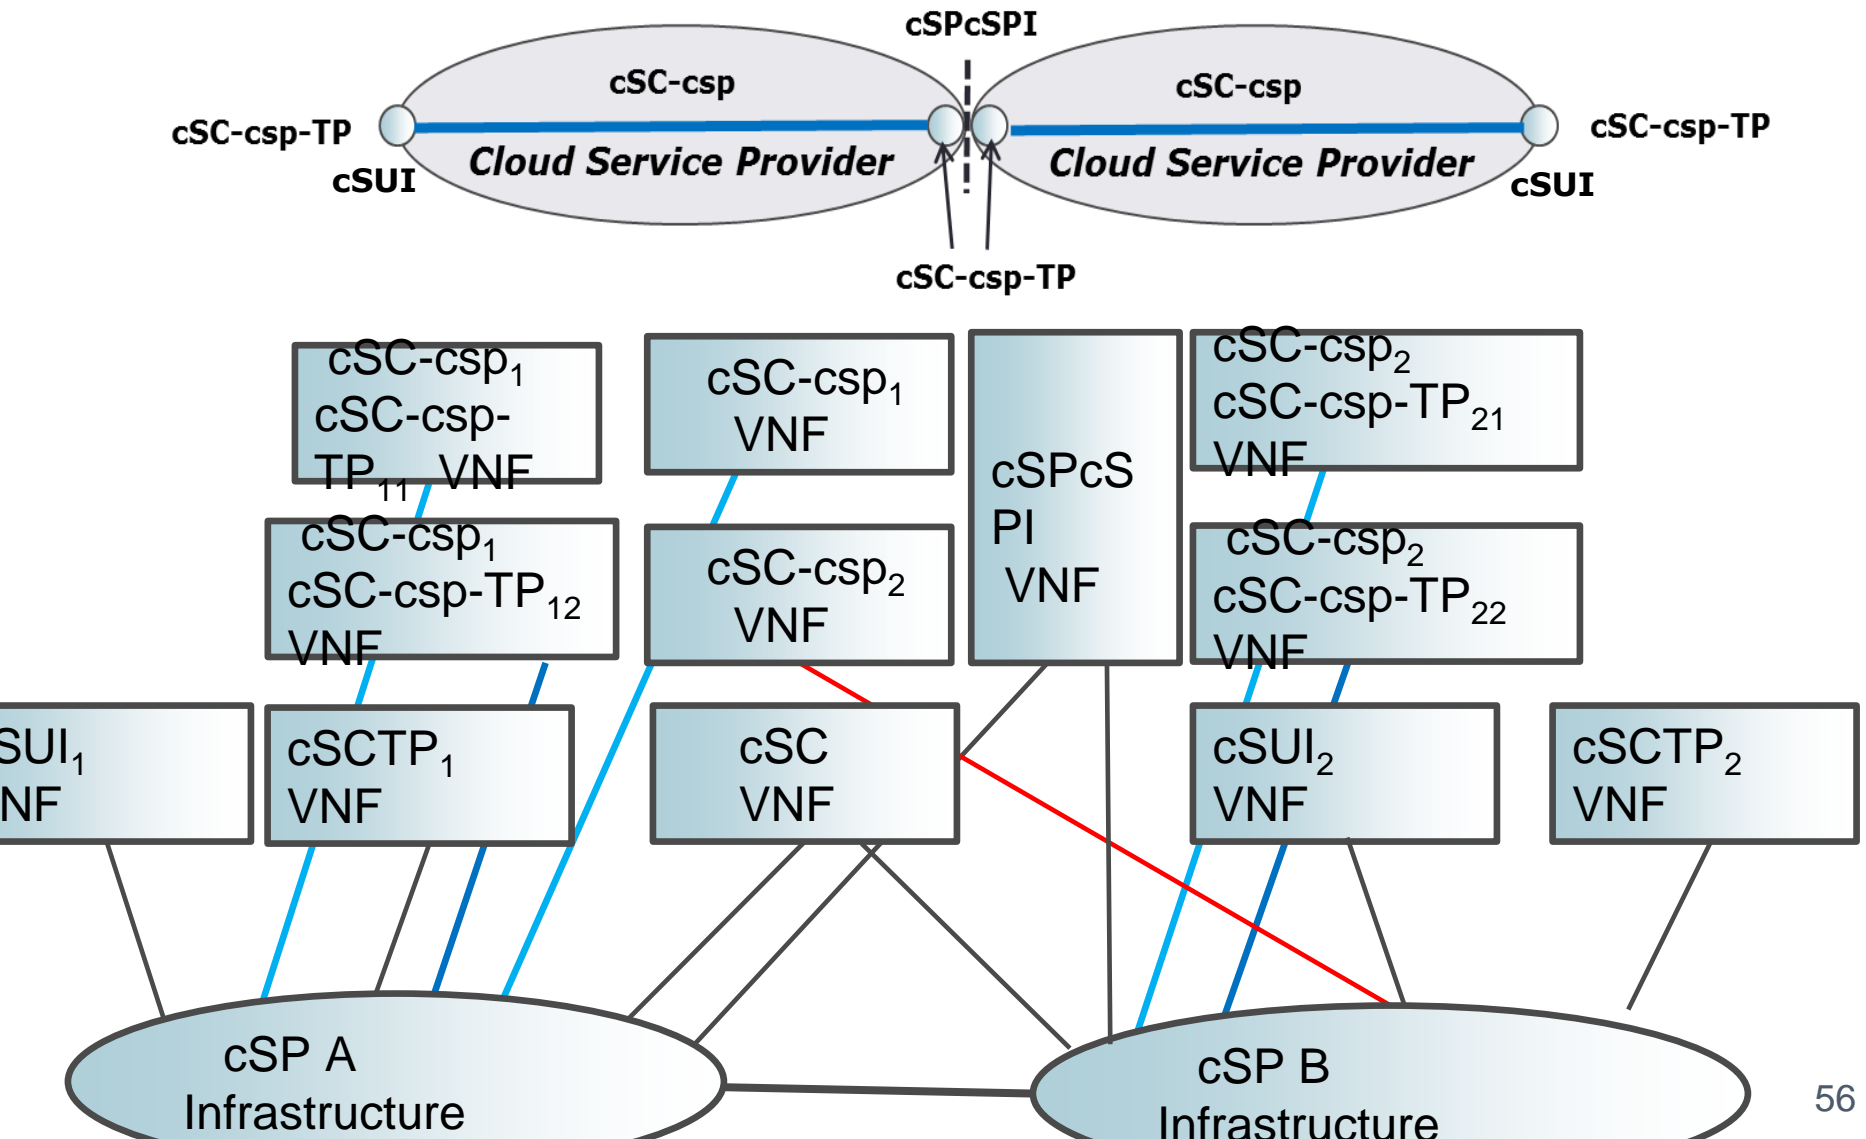 cSPcSPI
cSC-csp
cSC-csp
cSC-csp-TP
cSC-csp-TP
Cloud Service Provider
Cloud Service Provider
cSUI
cSUI
cSC-csp-TP
cSC-csp₁
cSC-csp-
TP₁₁ VNF
cSC-csp₁
VNF
cSPcS
PI
VNF
cSC-csp₂
cSC-csp-TP₂₁
VNF
cSC-csp₁
cSC-csp-TP₁₂
VNF
cSC-csp₂
VNF
cSC-csp₂
cSC-csp-TP₂₂
VNF
SUI₁
NF
cSCTP₁
VNF
cSC
VNF
cSUI₂
VNF
cSCTP₂
VNF
cSP A
Infrastructure
cSP B
Infrastructure
56